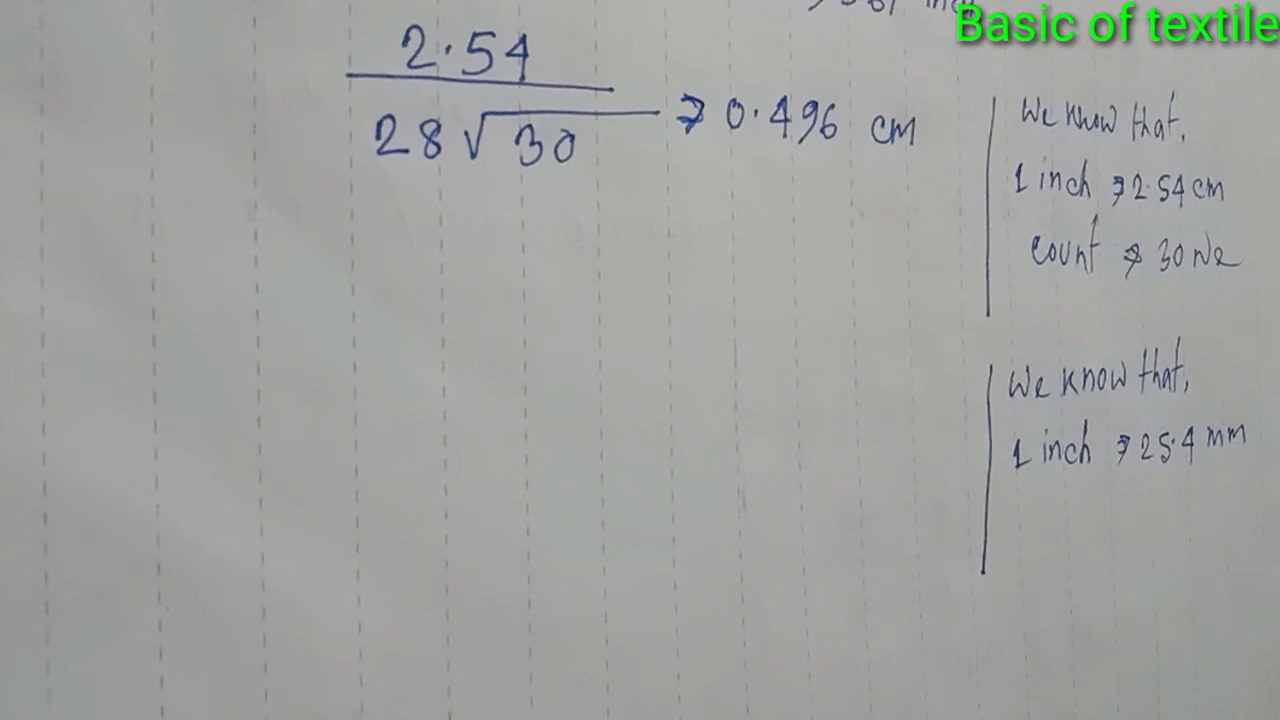 Basic of textile
2.54
28√30 → 0.496 cm
We know that,
1 inch → 2.54 cm
count → 30 Ne
We know that,
1 inch → 25.4 mm